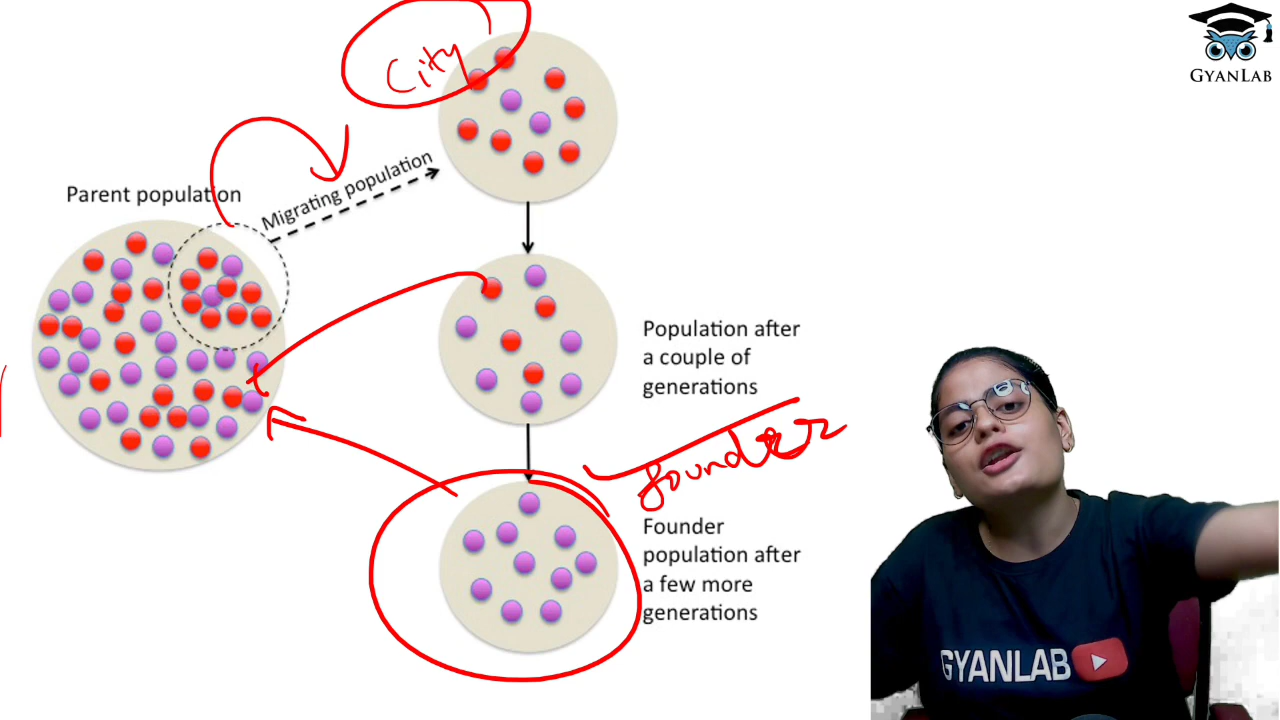 City
GYANLAB
Parent population
Migrating population
Population after
a couple of
generations
founder
Founder
population after
a few more
generations
GYANLAB